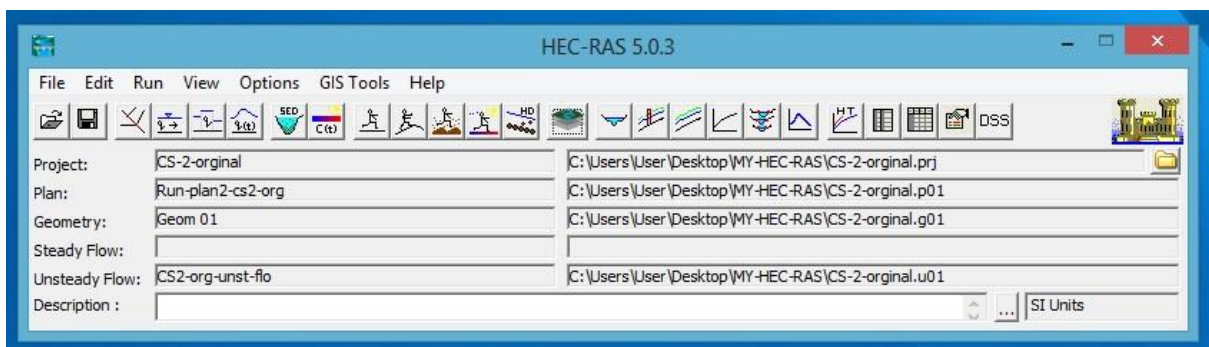 HEC-RAS 5.0.3
File Edit Run View Options GIS Tools Help
SED C(t) HD HT DSS
Project: CS-2-orginal C:\Users\User\Desktop\MY-HEC-RAS\CS-2-orginal.prj
Plan: Run-plan2-cs2-org C:\Users\User\Desktop\MY-HEC-RAS\CS-2-orginal.p01
Geometry: Geom 01 C:\Users\User\Desktop\MY-HEC-RAS\CS-2-orginal.g01
Steady Flow:
Unsteady Flow: CS2-org-unst-flo C:\Users\User\Desktop\MY-HEC-RAS\CS-2-orginal.u01
Description : ... SI Units